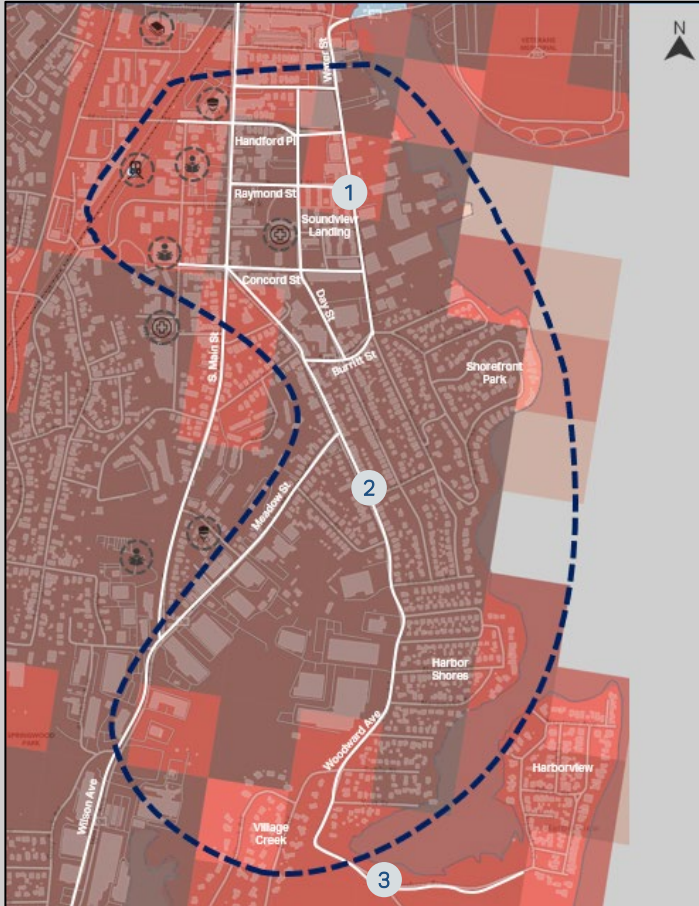 N
Water St
VETERANS
MEMORIAL
Handford Pl
1
Raymond St
Soundview
Landing
Concord St
Day St
S. Main St
Burritt St
Shorefront
Park
2
Meadow St
Harbor
Shores
Woodward Ave
SPRINGWOOD
PARK
Harborview
Wilson Ave
Village
Creek
3